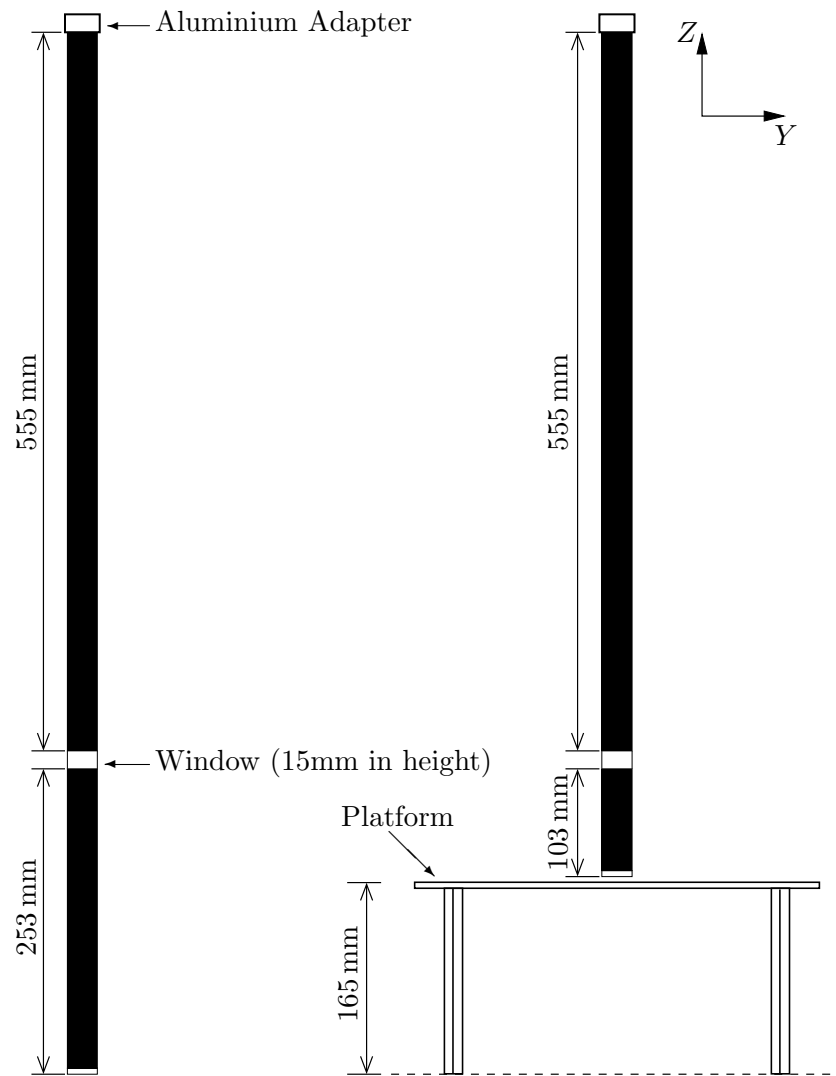 Aluminium Adapter
Z
Y
555 mm
555 mm
Window (15mm in height)
103 mm
Platform
253 mm
165 mm